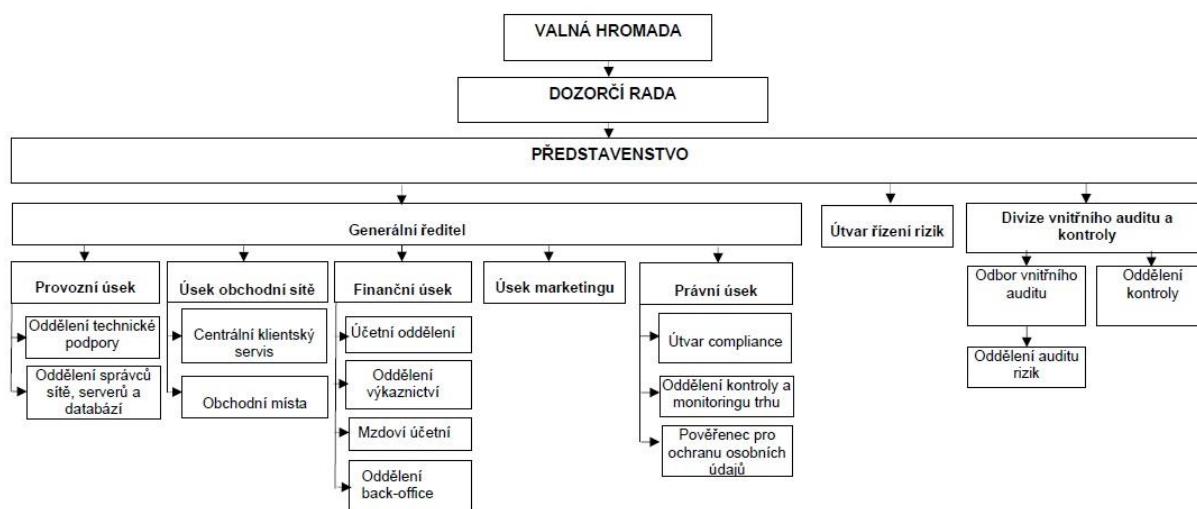 VALNÁ HROMADA
DOZORČÍ RADA
PŘEDSTAVENSTVO
Generální ředitel
Útvar řízení rizik
Divize vnitřního auditu a
kontroly
Provozní úsek
Úsek obchodní sítě
Finanční úsek
Úsek marketingu
Právní úsek
Odbor vnitřního
auditu
Oddělení
kontroly
Oddělení technické
podpory
Oddělení správců
sítě, serverů a
databází
Centrální klientský
servis
Obchodní místa
Účetní oddělení
Oddělení
výkaznictví
Mzdoví účetní
Oddělení
back-office
Útvar compliance
Oddělení kontroly a
monitoringu trhu
Pověřenec pro
ochranu osobních
údajů
Oddělení auditu
rizik